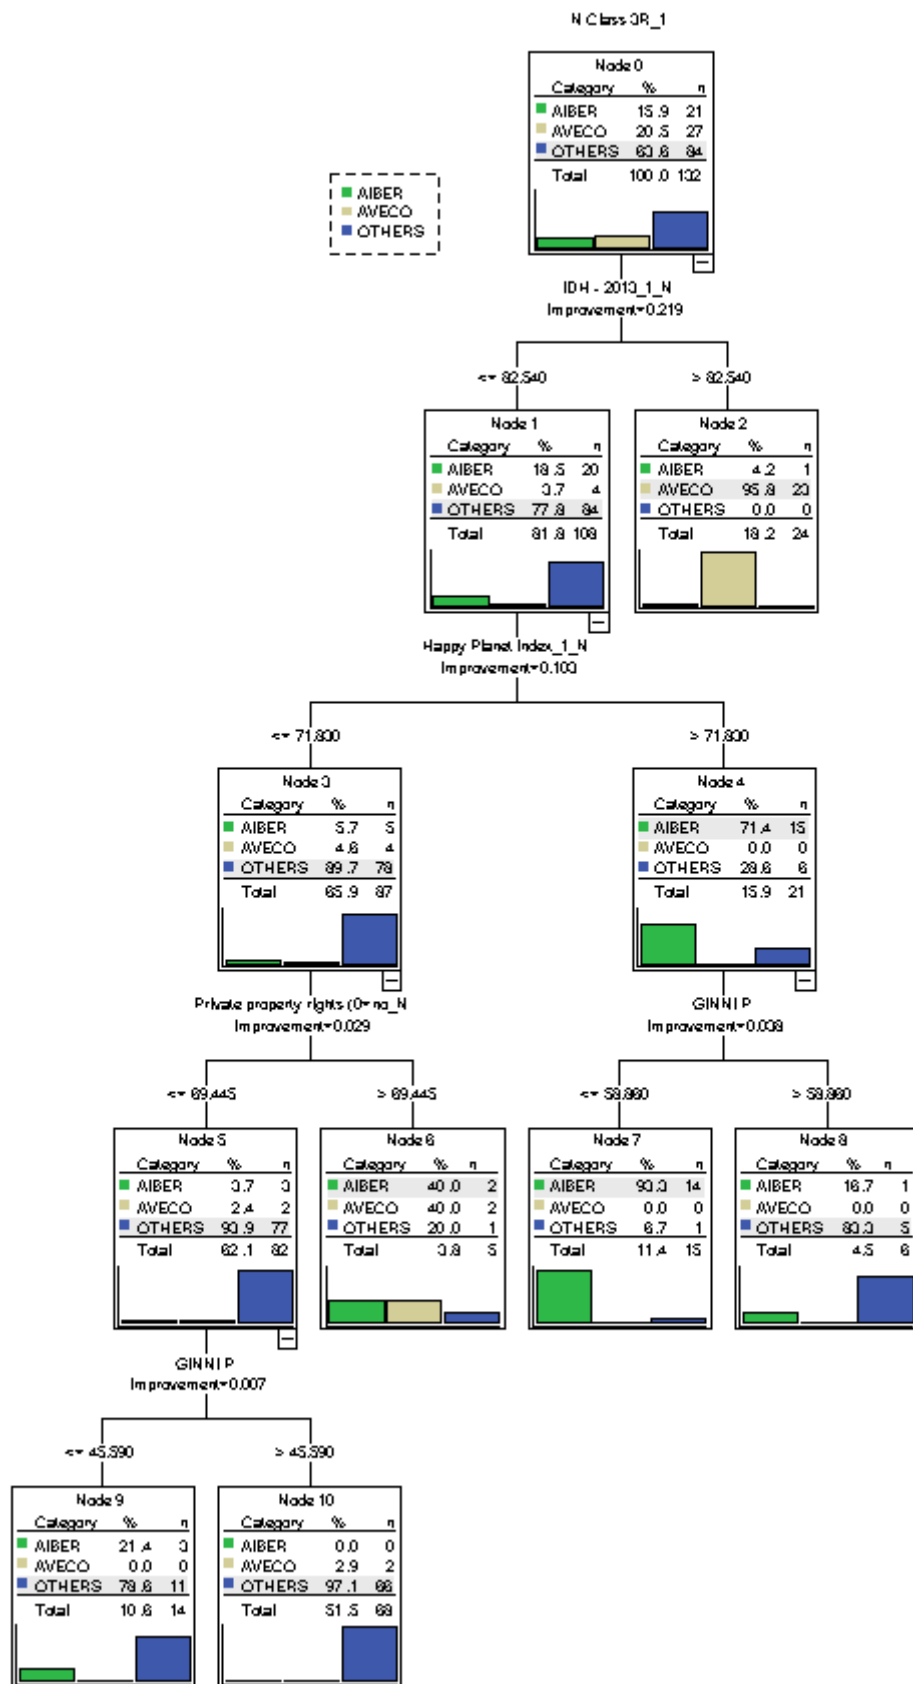 N Class 3R_1
Node 0
Category % n
AIBER 15.9 21
AVECO 20.5 27
OTHERS 63.6 84
Total 100.0 132
AIBER
AVECO
OTHERS
IDH - 2013_1_N
Improvement=0.219
<= 82.540
> 82.540
Node 1
Category % n
AIBER 18.5 20
AVECO 3.7 4
OTHERS 77.8 84
Total 81.8 108
Node 2
Category % n
AIBER 4.2 1
AVECO 95.8 23
OTHERS 0.0 0
Total 18.2 24
Happy Planet Index_1_N
Improvement=0.103
<= 71.830
> 71.830
Node 3
Category % n
AIBER 5.7 5
AVECO 4.6 4
OTHERS 89.7 78
Total 65.9 87
Node 4
Category % n
AIBER 71.4 15
AVECO 0.0 0
OTHERS 28.6 6
Total 15.9 21
Private property rights (0=no_N
Improvement=0.029
GINNI P
Improvement=0.038
<= 69.445
> 69.445
<= 58.860
> 58.860
Node 5
Category % n
AIBER 3.7 3
AVECO 2.4 2
OTHERS 93.9 77
Total 62.1 82
Node 6
Category % n
AIBER 40.0 2
AVECO 40.0 2
OTHERS 20.0 1
Total 3.8 5
Node 7
Category % n
AIBER 93.3 14
AVECO 0.0 0
OTHERS 6.7 1
Total 11.4 15
Node 8
Category % n
AIBER 16.7 1
AVECO 0.0 0
OTHERS 83.3 5
Total 4.5 6
GINNI P
Improvement=0.007
<= 45.590
> 45.590
Node 9
Category % n
AIBER 21.4 3
AVECO 0.0 0
OTHERS 78.6 11
Total 10.6 14
Node 10
Category % n
AIBER 0.0 0
AVECO 2.9 2
OTHERS 97.1 66
Total 51.5 68